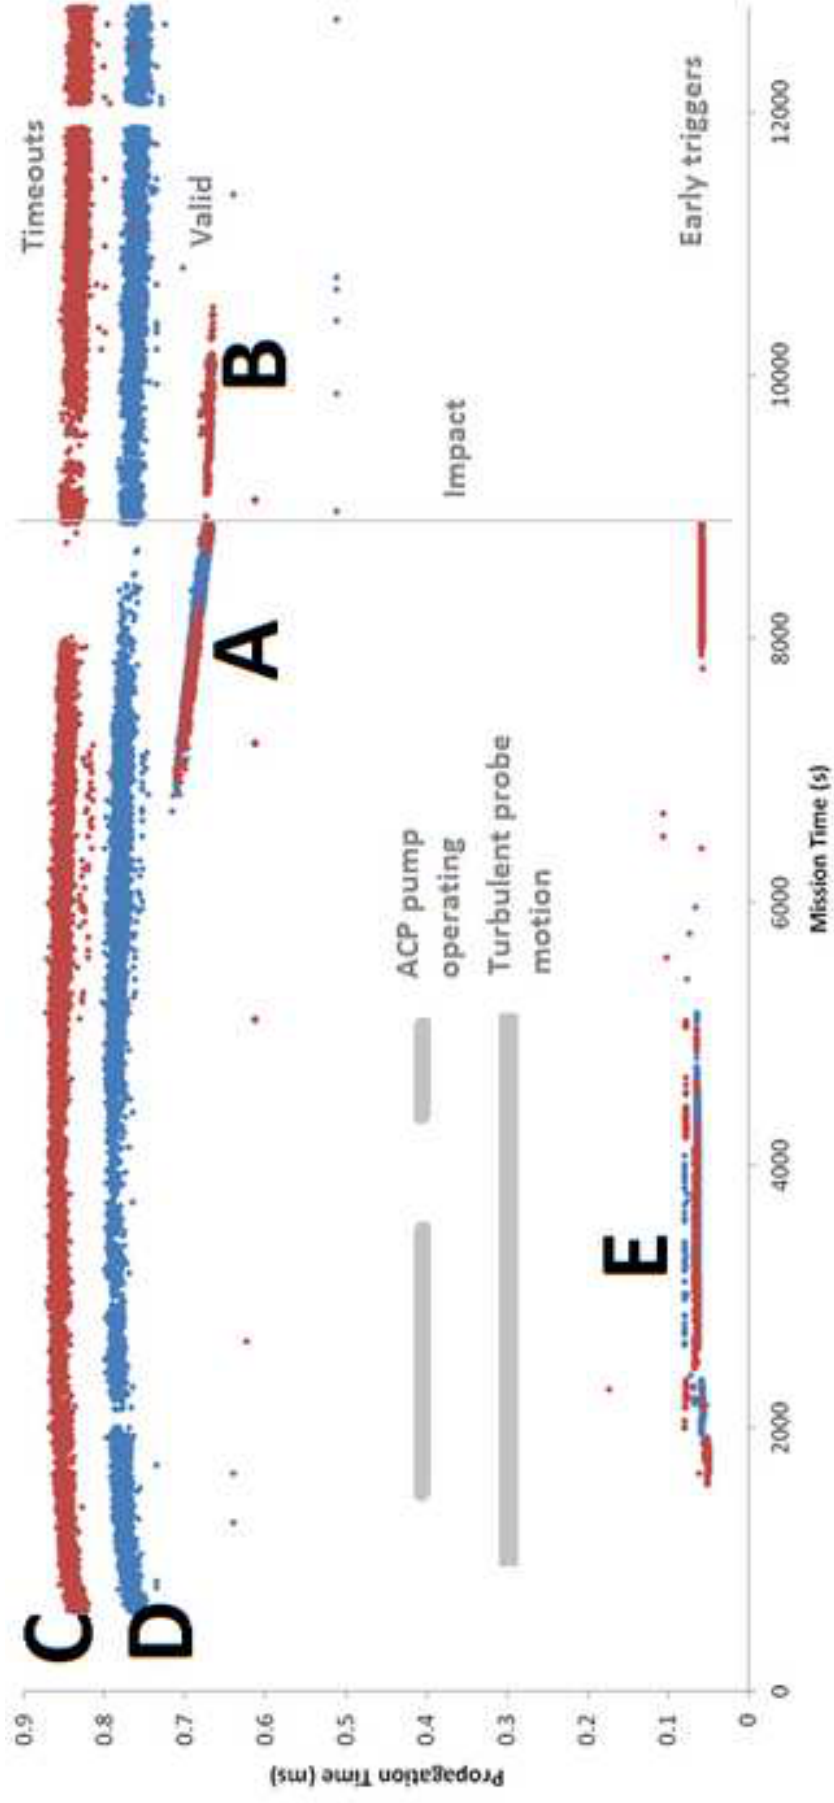 Timeouts
Valid
Early triggers
Impact
ACP pump
operating
Turbulent probe
motion
A
B
C
D
E
0.9
0.8
0.7
0.6
0.5
0.4
0.3
0.2
0.1
0
Propagation Time (ms)
0
2000
4000
6000
8000
10000
12000
Mission Time (s)